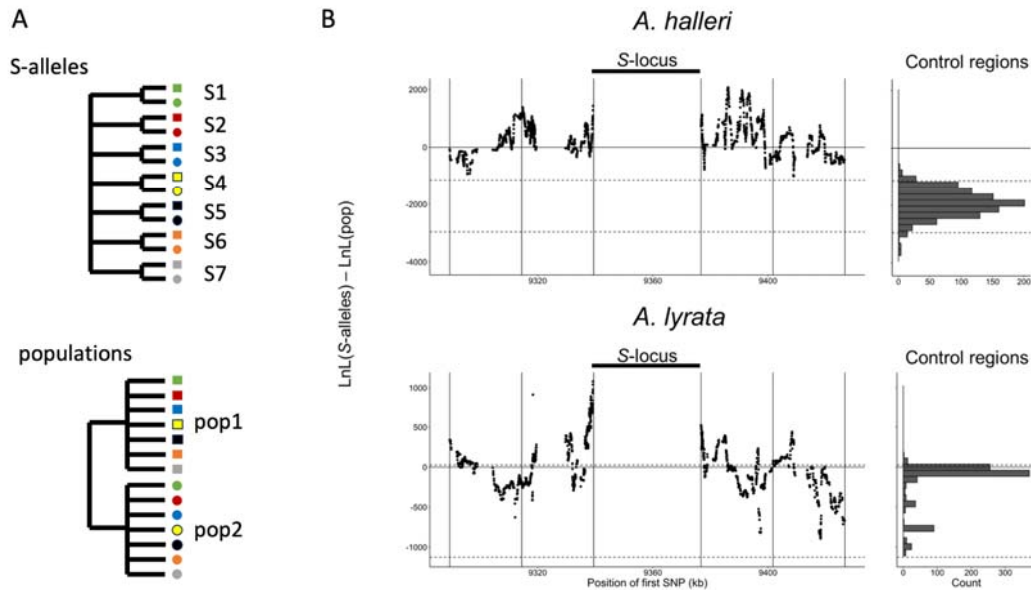 A
S-alleles
S1
S2
S3
S4
S5
S6
S7
populations
pop1
pop2
B
A. halleri
S-locus
Control regions
2000
0
-2000
-4000
9320
9360
9400
0 50 100 150 200
LnL(S-alleles) – LnL(pop)
A. lyrata
S-locus
Control regions
1000
500
0
-500
-1000
9320
9360
9400
Position of first SNP (kb)
0 100 200 300
Count